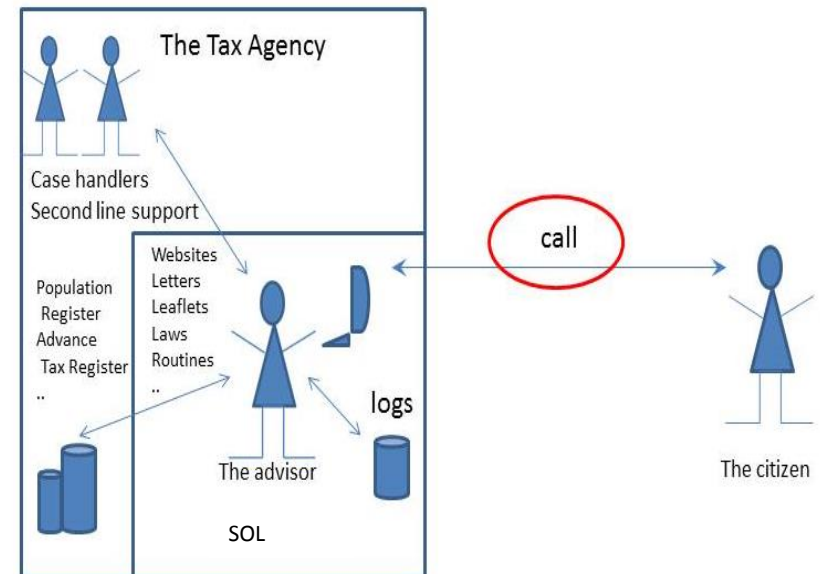 The Tax Agency
Case handlers
Second line support
Population
Register
Advance
Tax Register
..
Websites
Letters
Leaflets
Laws
Routines
..
logs
The advisor
SOL
call
The citizen